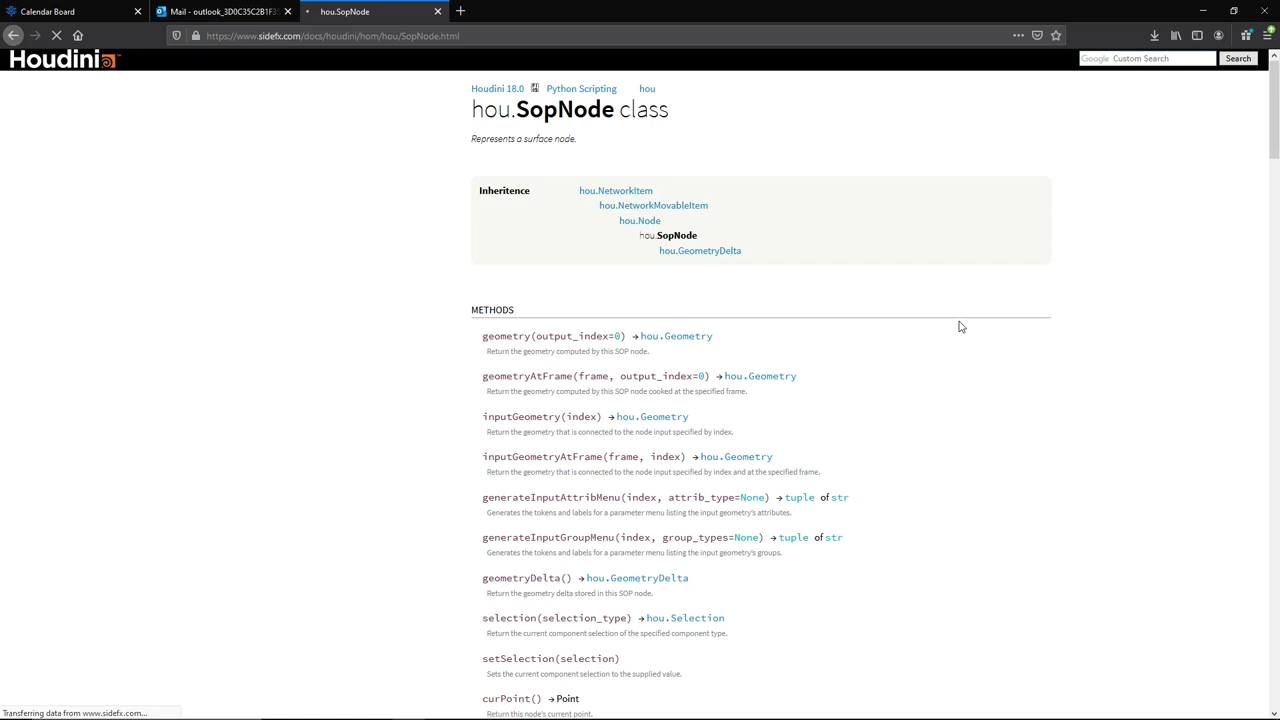 Calendar Board
Mail - outlook_3D0C35C2B1F3
hou.SopNode
https://www.sidefx.com/docs/houdini/hom/hou/SopNode.html
Houdini
Google Custom Search
Search
Houdini 18.0 Python Scripting hou
hou.SopNode class
Represents a surface node.
Inheritence hou.NetworkItem
hou.NetworkMovableItem
hou.Node
hou.SopNode
hou.GeometryDelta
METHODS
geometry(output_index=0) → hou.Geometry
Return the geometry computed by this SOP node.
geometryAtFrame(frame, output_index=0) → hou.Geometry
Return the geometry computed by this SOP node cooked at the specified frame.
inputGeometry(index) → hou.Geometry
Return the geometry that is connected to the node input specified by index.
inputGeometryAtFrame(frame, index) → hou.Geometry
Return the geometry that is connected to the node input specified by index and at the specified frame.
generateInputAttribMenu(index, attrib_type=None) → tuple of str
Generates the tokens and labels for a parameter menu listing the input geometry's attributes.
generateInputGroupMenu(index, group_types=None) → tuple of str
Generates the tokens and labels for a parameter menu listing the input geometry's groups.
geometryDelta() → hou.GeometryDelta
Return the geometry delta stored in this SOP node.
selection(selection_type) → hou.Selection
Return the current component selection of the specified component type.
setSelection(selection)
Sets the current component selection to the supplied value.
curPoint() → Point
Return this node's current point.
Transferring data from www.sidefx.com...